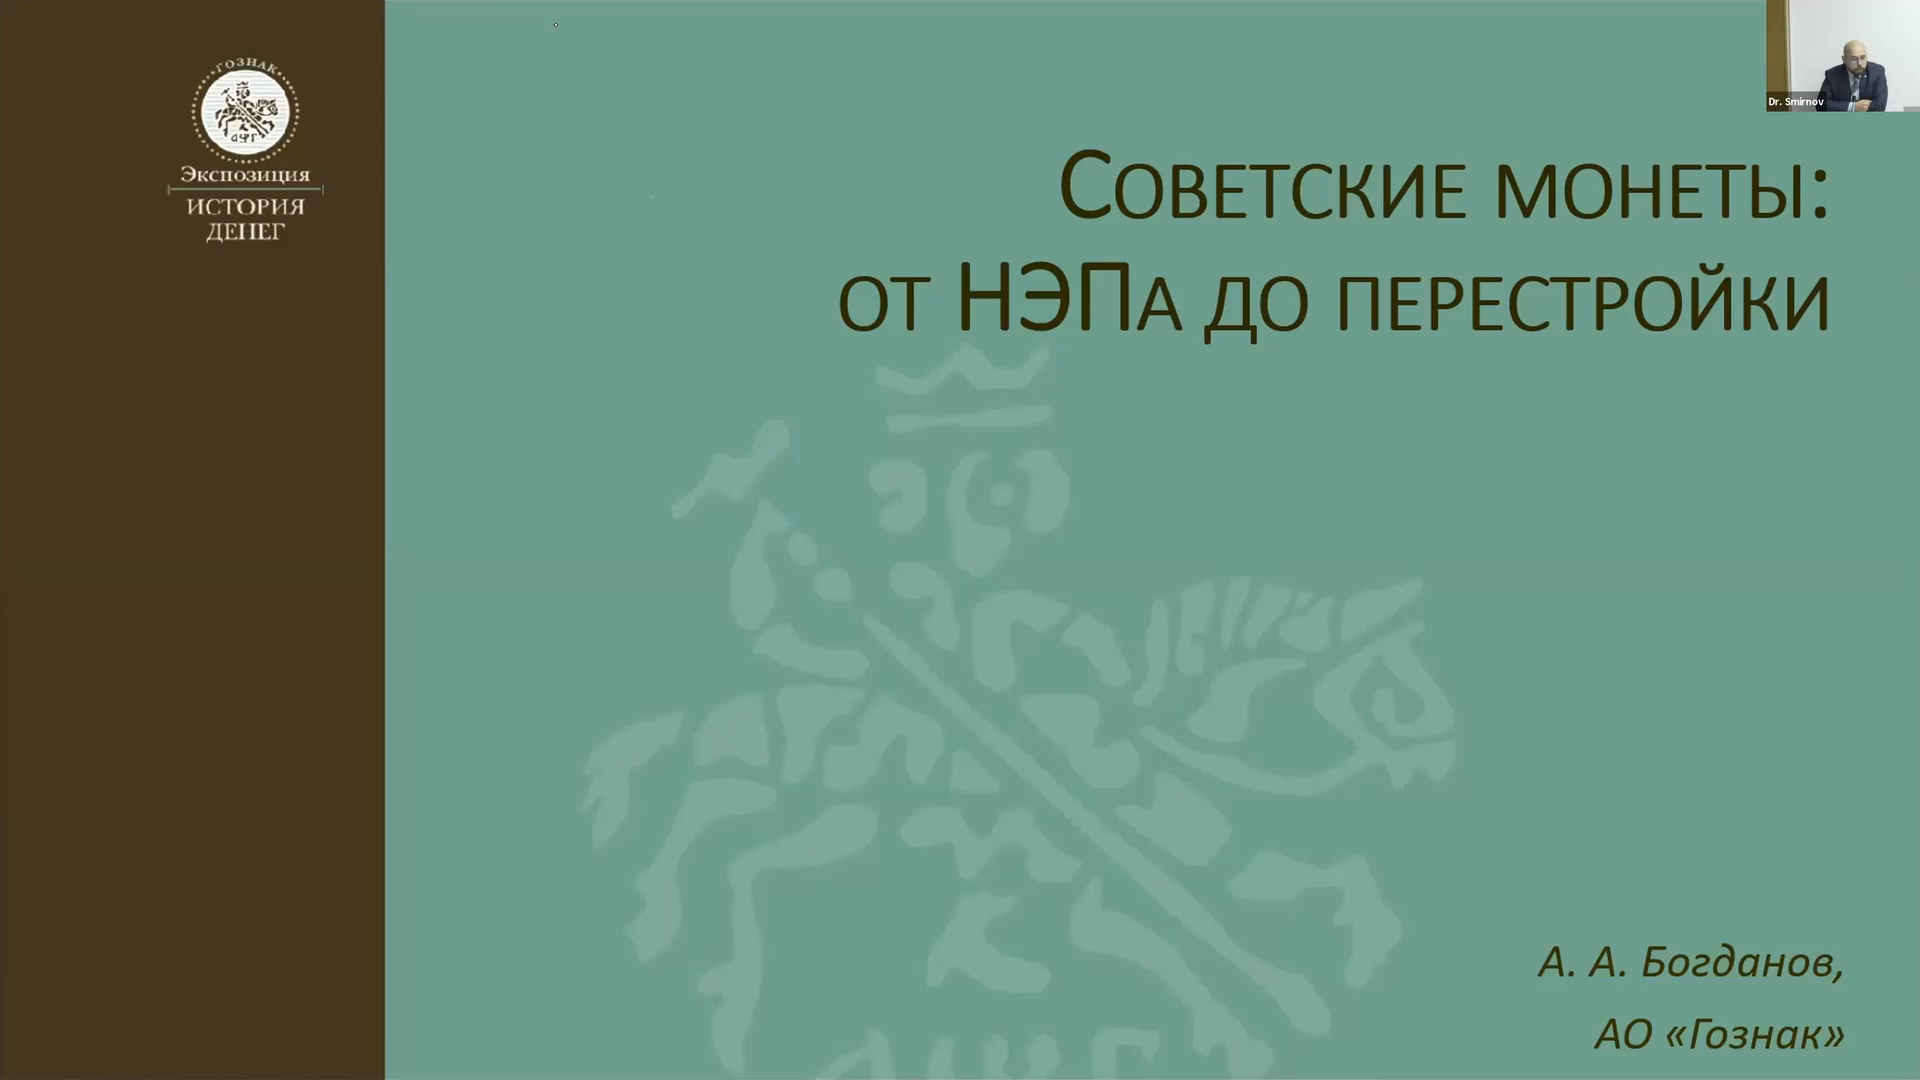 ГОЗНАК
Экспозиция
ИСТОРИЯ
ДЕНЕГ
Dr. Smirnov
Советские монеты:
от НЭПа до перестройки
А. А. Богданов,
АО «Гознак»